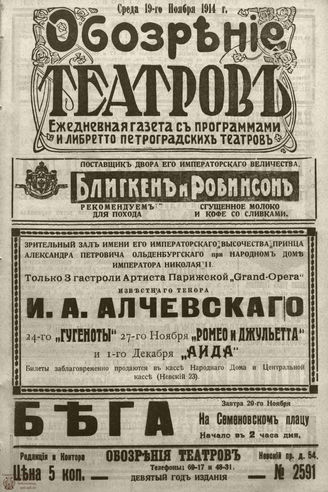 Среда 19-го Ноября 1914 г.
Обозрѣніе
ТЕАТРОВЪ
Ежедневная газета съ программами
и либретто петроградскихъ театровъ
ПОСТАВЩИКЪ ДВОРА ЕГО ИМПЕРАТОРСКАГО ВЕЛИЧЕСТВА.
Блигкенъ и Робинсонъ
РЕКОМЕНДУЕМЪ ДЛЯ ПОХОДА
СГУЩЕННОЕ МОЛОКО И КОФЕ СО СЛИВКАМИ.
ЗРИТЕЛЬНЫЙ ЗАЛЪ ИМЕНИ ЕГО ИМПЕРАТОРСКАГО ВЫСОЧЕСТВА ПРИНЦА
АЛЕКСАНДРА ПЕТРОВИЧА ОЛЬДЕНБУРГСКАГО при НАРОДНОМЪ ДОМѢ
ИМПЕРАТОРА НИКОЛАЯ II.
Только 3 гастроли Артиста Парижской „Grand-Opera"
ИЗВѢСТНАГО ТЕНОРА
И. А. АЛЧЕВСКАГО
24-го „ГУГЕНОТЫ" 27-го Ноября „РОМЕО и ДЖУЛЬЕТТА"
и 1-го Декабря „АИДА"
Билеты заблаговременно продаются въ кассѣ Народнаго Дома и Центральной
кассѣ (Невскій 23).
БѢГА
Завтра 20-го Ноября
На Семеновскомъ плацу
Начало въ 2 часа дня.
Редакція и Контора
ОБОЗРѢНІЯ ТЕАТРОВЪ
Невскій пр. д. 54.
Цѣна 5 коп.
Телефоны: 69-17 и 48-31.
ДЕВЯТЫЙ ГОДЪ ИЗДАНІЯ
№ 2591